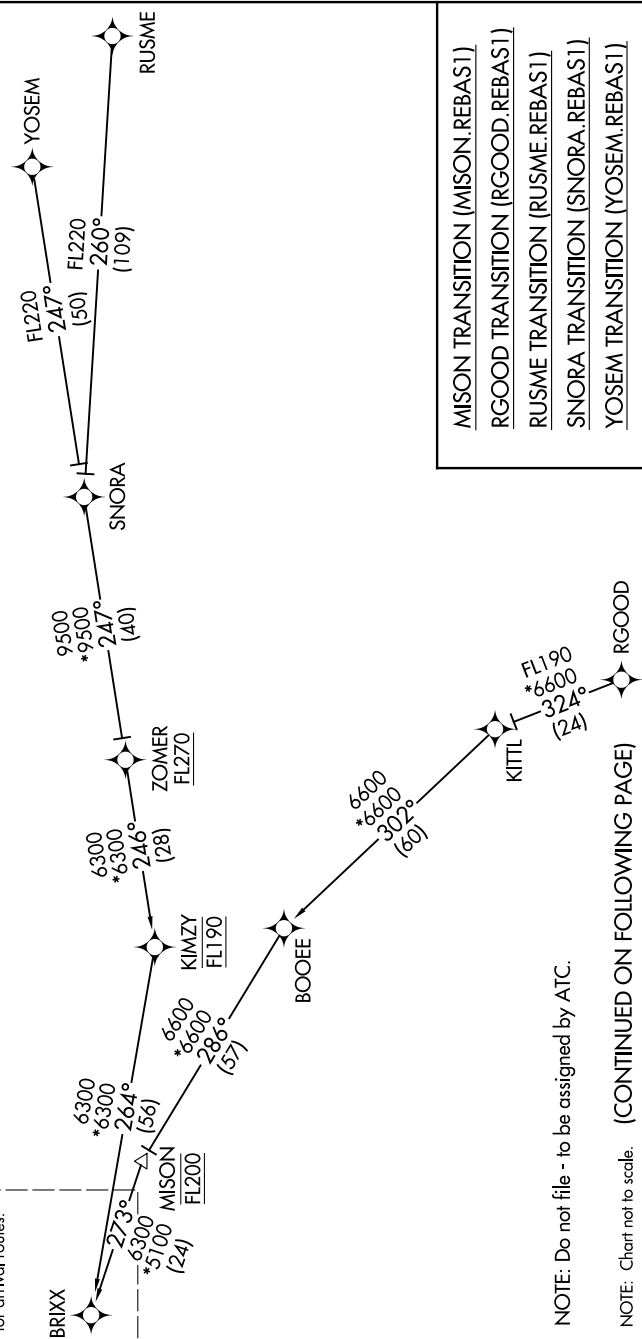 for arrival routes.
BRIXX
273°
6300
*5100
(24)
MISON
FL200
6300
*6300
264°
(56)
KIMZY
FL190
6300
*6300
246°
(28)
ZOMER
FL270
9500
*9500
247°
(40)
SNORA
FL220
247°
(50)
YOSEM
FL220
260°
(109)
RUSME
6600
*6600
286°
(57)
BOOEE
6600
*6600
302°
(60)
KITTL
FL190
*6600
324°
(24)
RGOOD
MISON TRANSITION (MISON.REBAS1)
RGOOD TRANSITION (RGOOD.REBAS1)
RUSME TRANSITION (RUSME.REBAS1)
SNORA TRANSITION (SNORA.REBAS1)
YOSEM TRANSITION (YOSEM.REBAS1)
NOTE: Do not file - to be assigned by ATC.
NOTE: Chart not to scale.
(CONTINUED ON FOLLOWING PAGE)